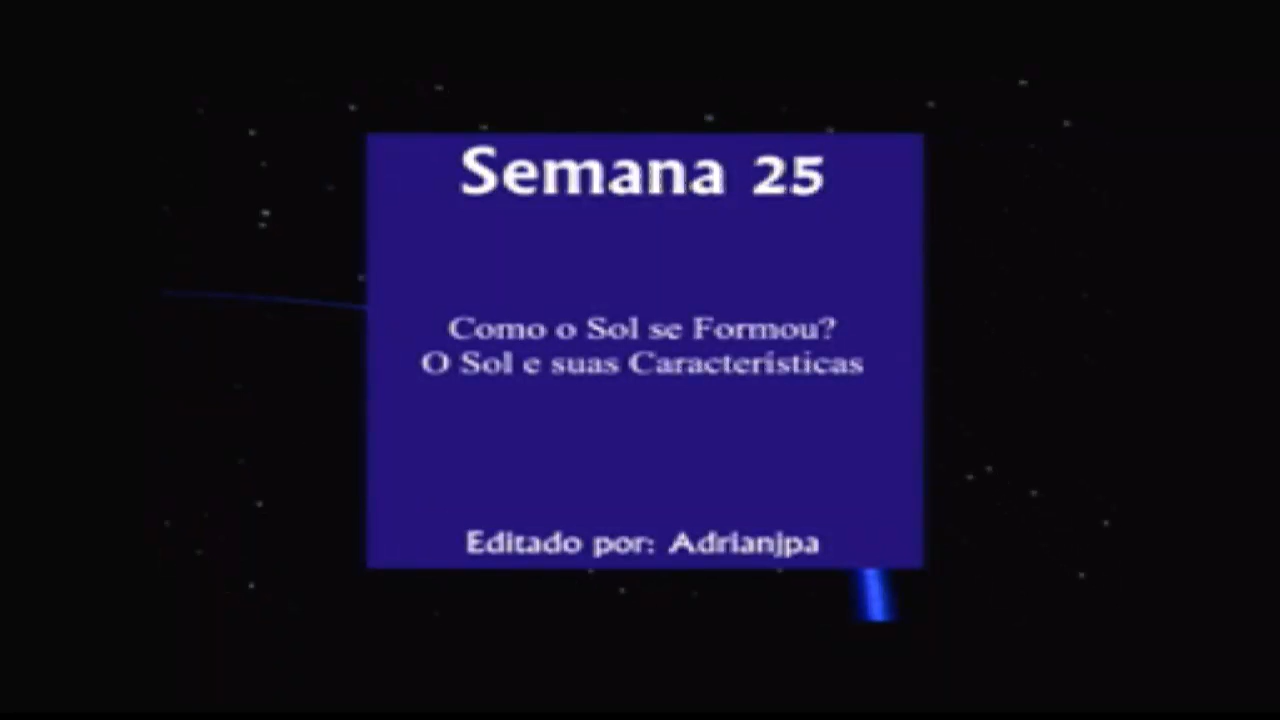 Semana 25
Como o Sol se Formou?
O Sol e suas Características
Editado por: Adrianjpa